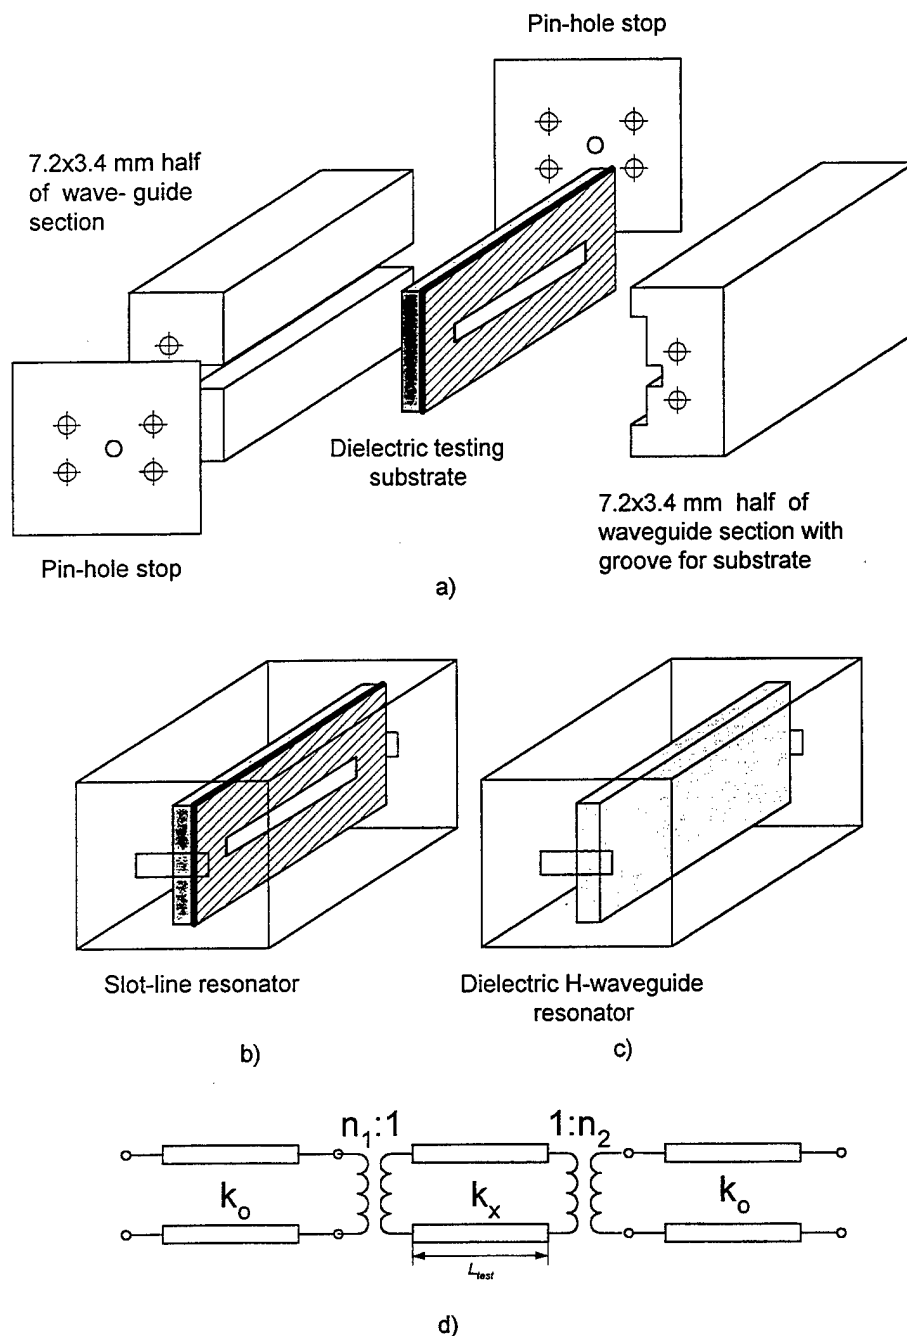 Pin-hole stop
7.2x3.4 mm half
of wave- guide
section
Dielectric testing
substrate
7.2x3.4 mm half of
waveguide section with
groove for substrate
Pin-hole stop
a)
Slot-line resonator
Dielectric H-waveguide
resonator
b)
c)
n₁:1
1:n₂
kₒ
kₓ
kₒ
L_test
d)